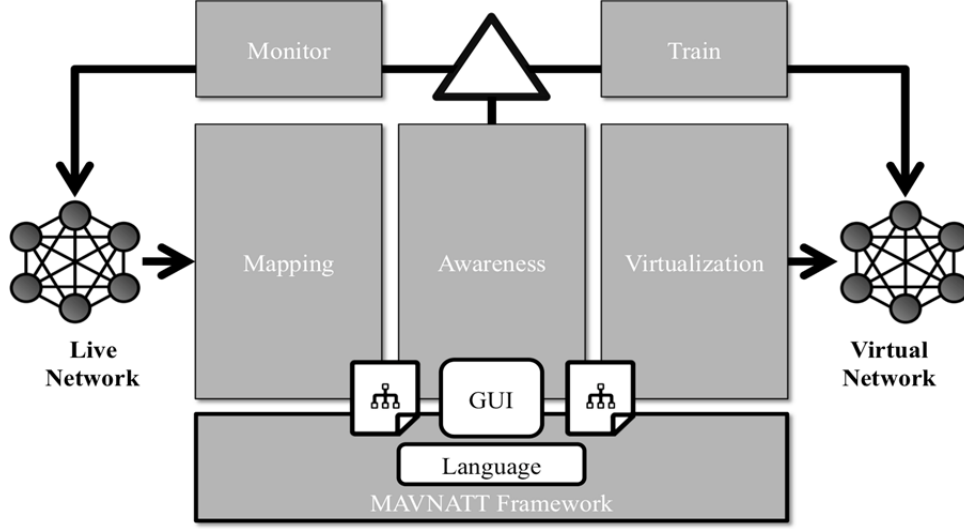 Monitor
Train
Mapping
Awareness
Virtualization
Live
Network
Virtual
Network
GUI
Language
MAVNATT Framework